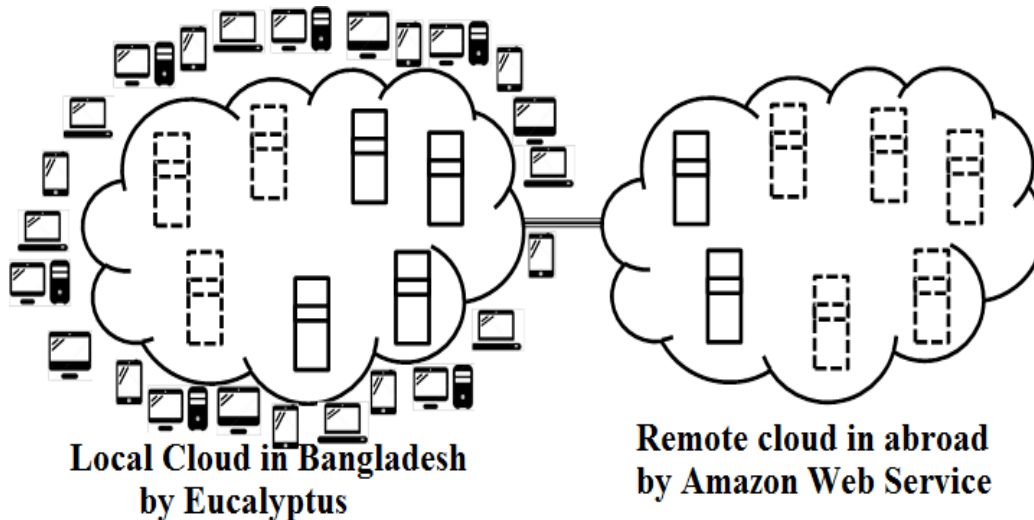 Local Cloud in Bangladesh
by Eucalyptus
Remote cloud in abroad
by Amazon Web Service